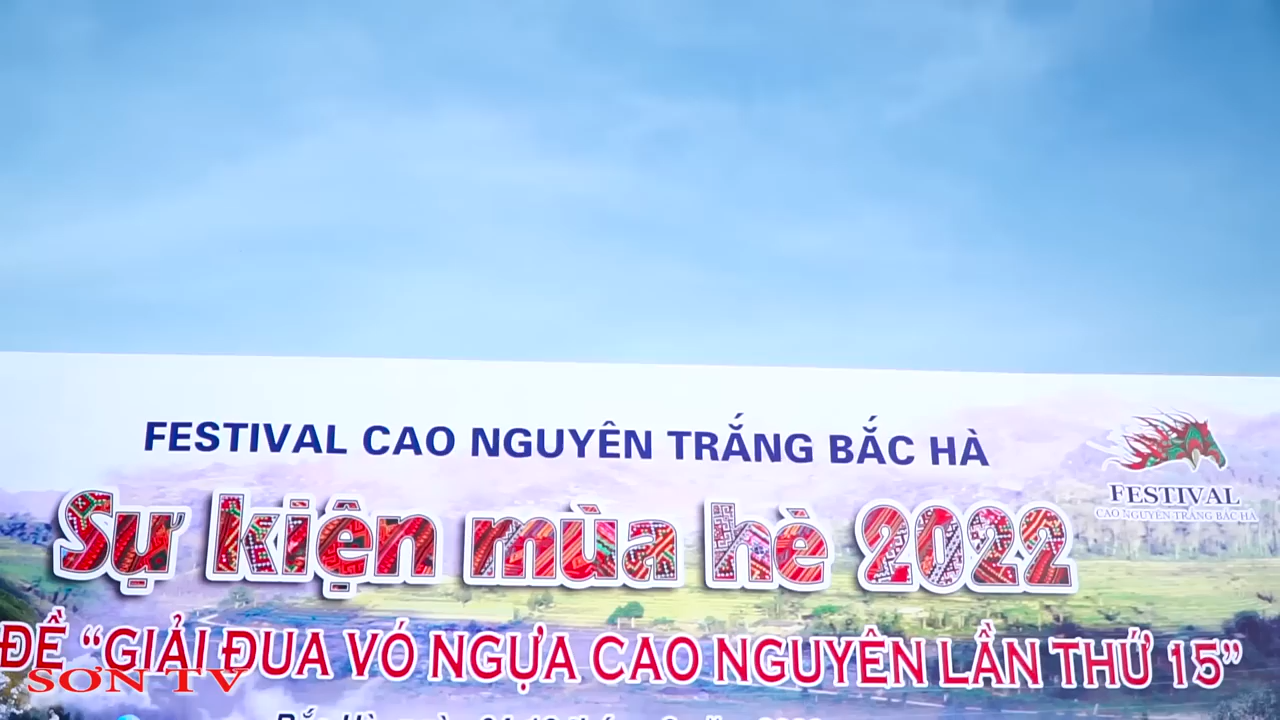 FESTIVAL CAO NGUYÊN TRẮNG BẮC HÀ
FESTIVAL
CAO NGUYÊN TRẮNG BẮC HÀ
Sự kiện mùa hè 2022
ĐỀ “GIẢI ĐUA VÓ NGỰA CAO NGUYÊN LẦN THỨ 15”
SƠN TV